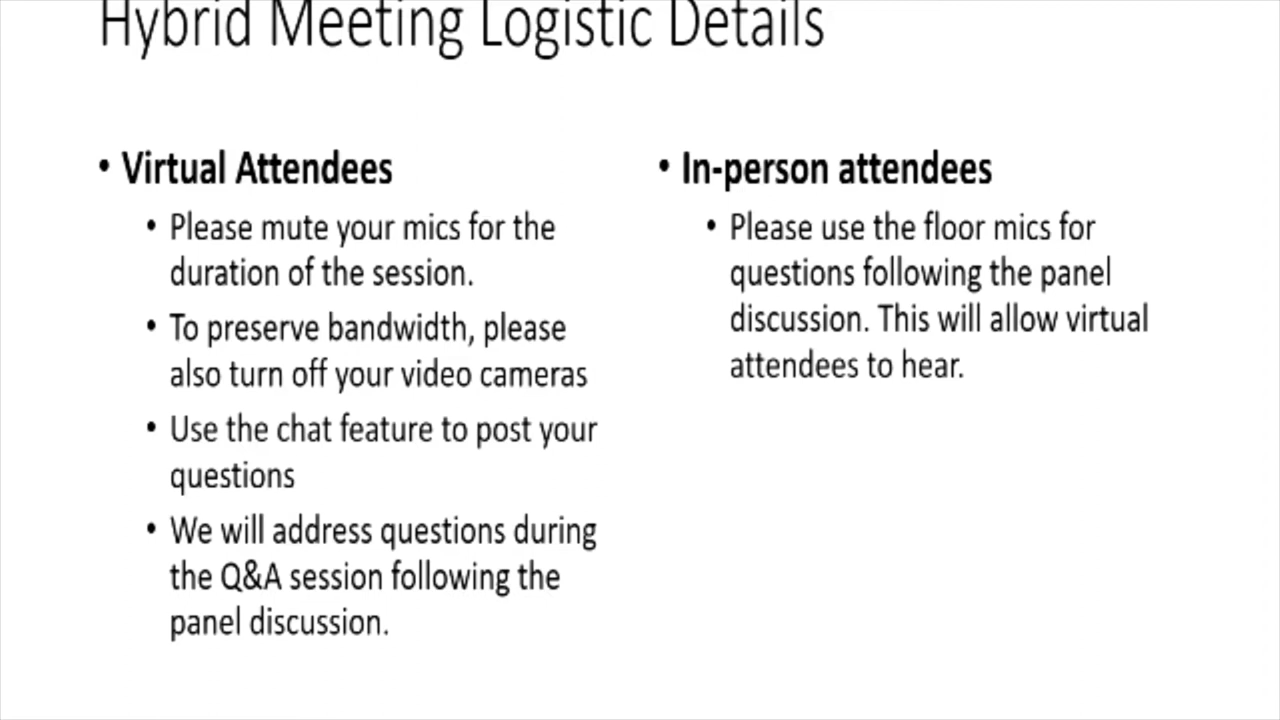 Hybrid Meeting Logistic Details
• Virtual Attendees
• Please mute your mics for the
duration of the session.
• To preserve bandwidth, please
also turn off your video cameras
• Use the chat feature to post your
questions
• We will address questions during
the Q&A session following the
panel discussion.
• In-person attendees
• Please use the floor mics for
questions following the panel
discussion. This will allow virtual
attendees to hear.